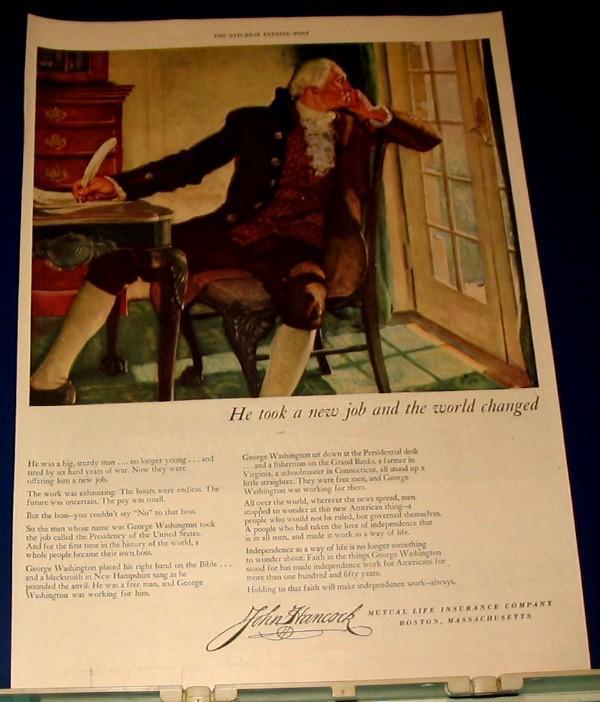 THE SATURDAY EVENING POST
He took a new job and the world changed
HE WAS a big, sturdy man . . . no longer young . . . and
tired by six hard years of war. Now they were
offering him a new job.
The work was exhausting. The hours were endless. The
future was uncertain. The pay was small.
But the boss—you couldn't say "No" to that boss.
So the man whose name was George Washington took
the job called the Presidency of the United States.
And for the first time in the history of the world, a
whole people became their own boss.
George Washington placed his right hand on the Bible . . .
and a blacksmith in New Hampshire sang as he
pounded the anvil. He was a free man, and George
Washington was working for him.
George Washington sat down at the Presidential desk
. . . and a fisherman on the Grand Banks, a farmer in
Virginia, a schoolmaster in Connecticut, all stood up a
little straighter. They were free men, and George
Washington was working for them.
All over the world, wherever the news spread, men
stopped to wonder at this new American thing—a
people who would not be ruled, but governed themselves.
A people who had taken the love of independence that
is in all men, and made it work as a way of life.
Independence as a way of life is no longer something
to wonder about. Faith in the things George Washington
stood for has made independence work for Americans for
more than one hundred and fifty years.
Holding to that faith will make independence work—always.
John Hancock MUTUAL LIFE INSURANCE COMPANY
BOSTON, MASSACHUSETTS